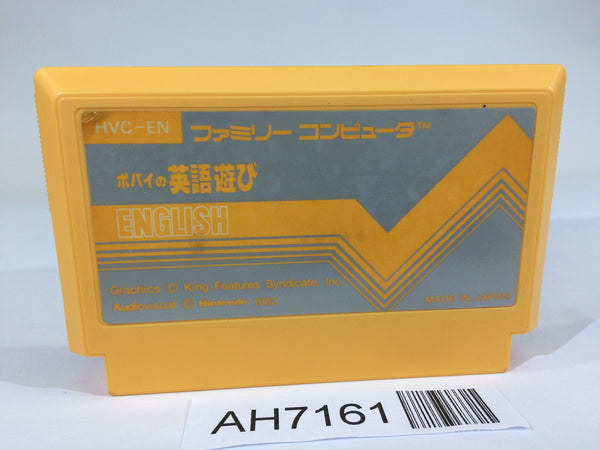 HVC-EN ファミリー コンピュータ™
ポパイの英語遊び
ENGLISH
Graphics © King Features Syndicate, Inc
Audiovisual © Nintendo 1983
MADE IN JAPAN
AH7161